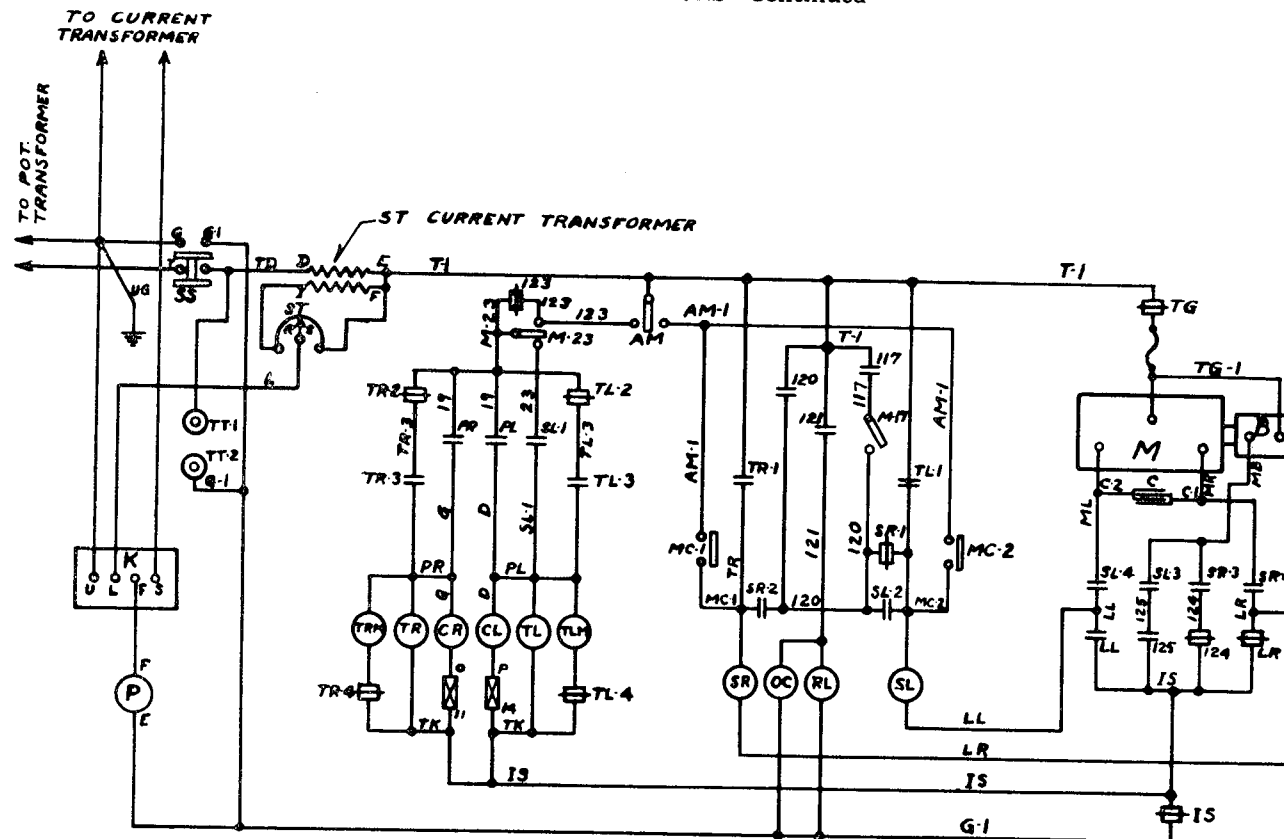 Continued
TO CURRENT
TRANSFORMER
TO POT.
TRANSFORMER
ST CURRENT TRANSFORMER
G G-1
SS
UG
TD D E
T-1
F
ST
R S
L
TT-1
TT-2
G-1
K
U L F S
F
P
E
123
123
123
M-23
M-23
AM
AM-1
T-1
T-1
TG
TG-1
TR-2
TR-3
TR-3
19
PR
19
PL
23
SL-1
SL-1
TL-2
TL-3
TL-3
G
D
PR
PL
G
D
TRM
TR
CR
CL
TL
TLM
TR-4
O
11
P
14
TL-4
TK
TK
IS
AM-1
MC-1
MC-1
TR-1
TR
SR-2
120
120
121
121
117
117
M-17
120
SR-1
SL-2
TL-1
AM-1
MC-2
MC-2
SR
OC
RL
SL
LL
LR
IS
G-1
M
B
MB
C-2
C
C-1
ML
MR
SL-4
SL-3
SR-3
LL
125
124
LR
LL
125
124
LR
IS
IS